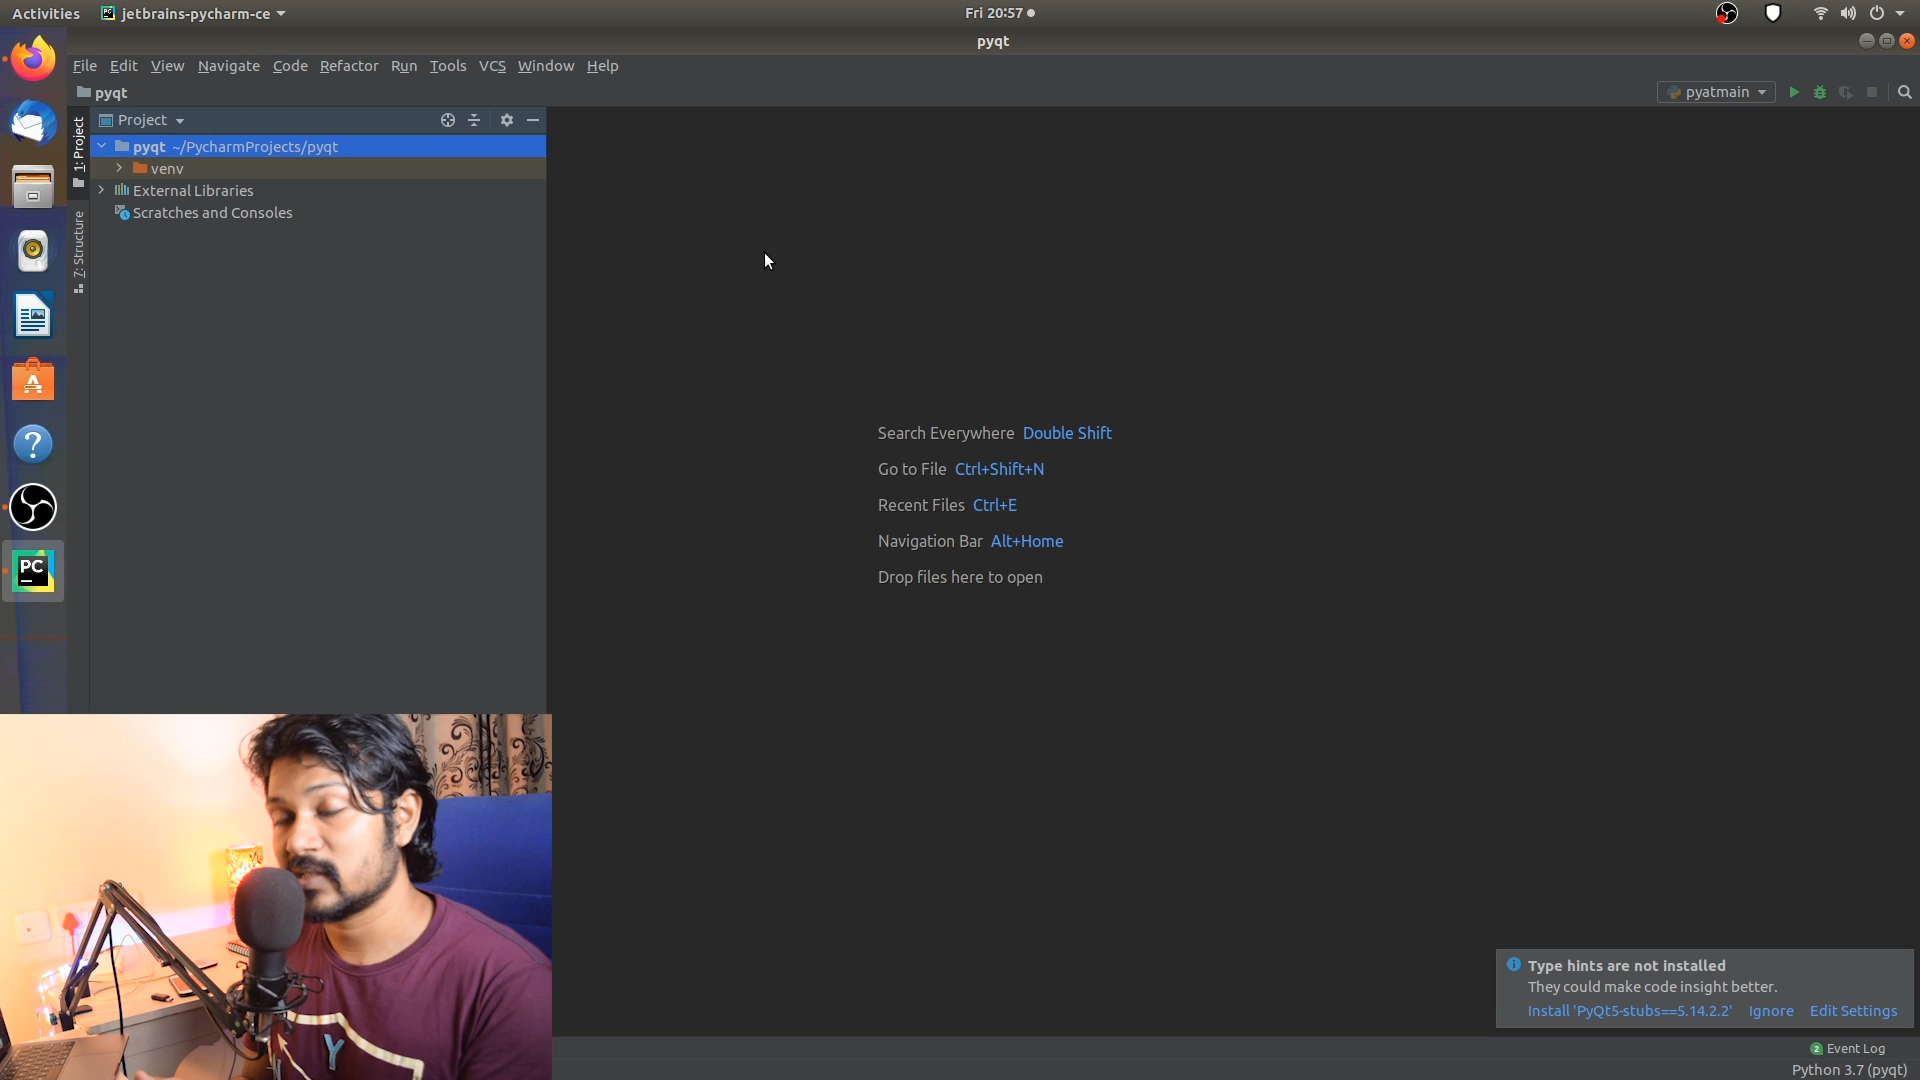 Activities
jetbrains-pycharm-ce
Fri 20:57
pyqt
File Edit View Navigate Code Refactor Run Tools VCS Window Help
pyqt
pyatmain
1: Project
Project
pyqt ~/PycharmProjects/pyqt
venv
External Libraries
Scratches and Consoles
7: Structure
Search Everywhere Double Shift
Go to File Ctrl+Shift+N
Recent Files Ctrl+E
Navigation Bar Alt+Home
Drop files here to open
PC
Y
Type hints are not installed
They could make code insight better.
Install 'PyQt5-stubs==5.14.2.2' Ignore Edit Settings
2 Event Log
Python 3.7 (pyqt)